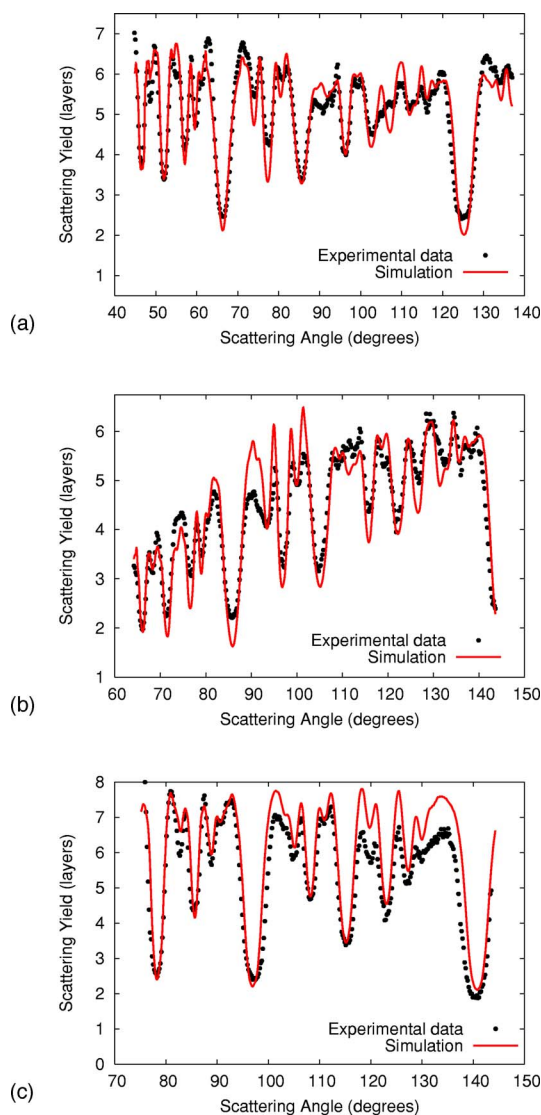 7
6
5
4
3
2
1
Scattering Yield (layers)
Experimental data
Simulation
40 50 60 70 80 90 100 110 120 130 140
Scattering Angle (degrees)
(a)
6
5
4
3
2
1
Scattering Yield (layers)
Experimental data
Simulation
60 70 80 90 100 110 120 130 140 150
Scattering Angle (degrees)
(b)
8
7
6
5
4
3
2
1
0
Scattering Yield (layers)
Experimental data
Simulation
70 80 90 100 110 120 130 140 150
Scattering Angle (degrees)
(c)